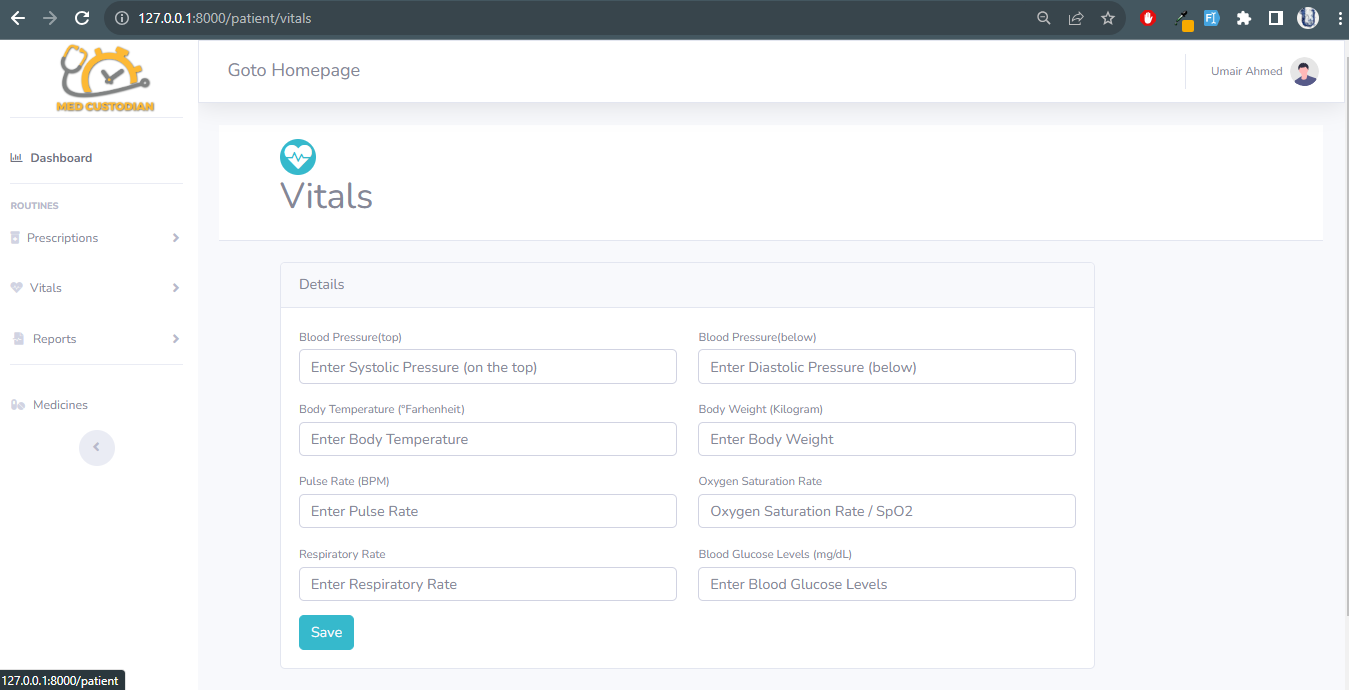 127.0.0.1:8000/patient/vitals
MED CUSTODIAN
Goto Homepage
Umair Ahmed
Dashboard
ROUTINES
Prescriptions
Vitals
Reports
Medicines
Vitals
Details
Blood Pressure(top) Blood Pressure(below)
Enter Systolic Pressure (on the top) Enter Diastolic Pressure (below)
Body Temperature (°Farhenheit) Body Weight (Kilogram)
Enter Body Temperature Enter Body Weight
Pulse Rate (BPM) Oxygen Saturation Rate
Enter Pulse Rate Oxygen Saturation Rate / SpO2
Respiratory Rate Blood Glucose Levels (mg/dL)
Enter Respiratory Rate Enter Blood Glucose Levels
Save
127.0.0.1:8000/patient